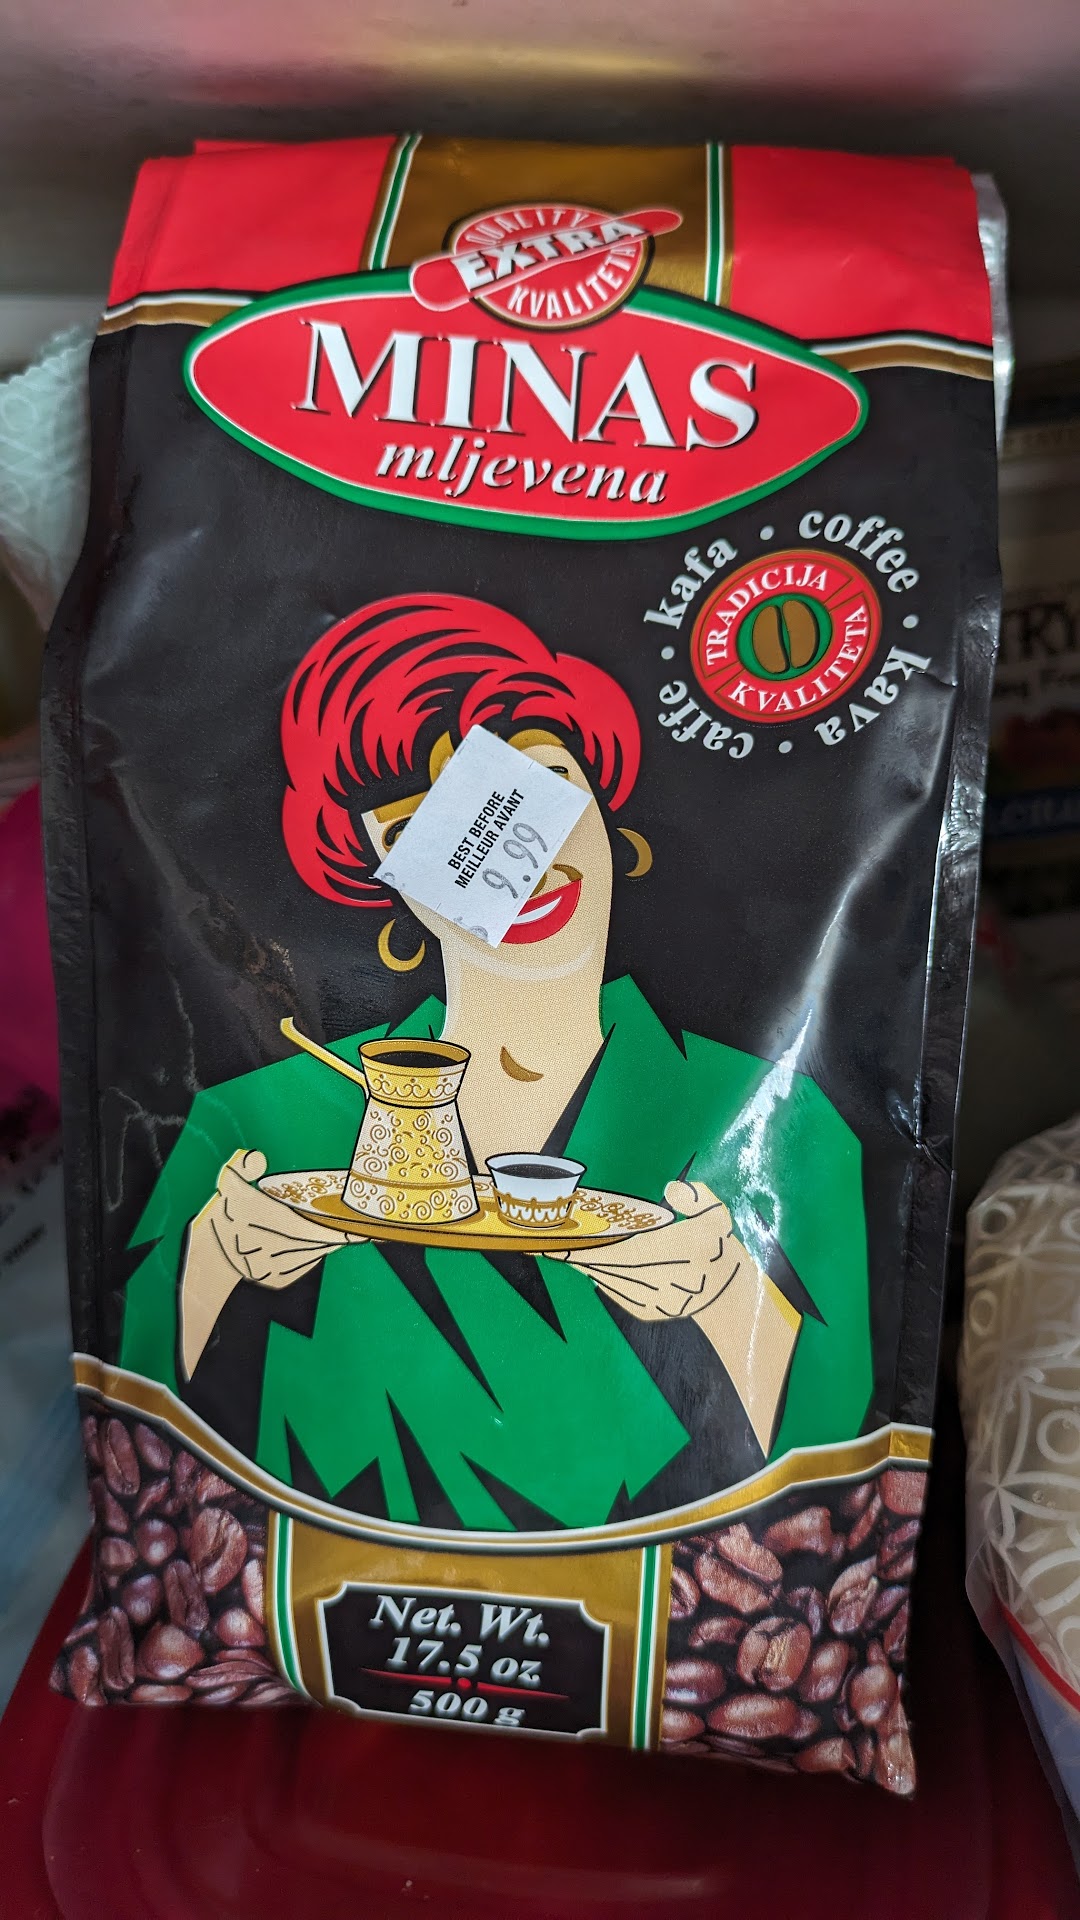 QUALITY
EXTRA
KVALITETA
MINAS
mljevena
kafa · coffee · kava · caffe ·
TRADICIJA
KVALITETA
BEST BEFORE
MEILLEUR AVANT
9.99
Net. Wt.
17.5 oz
500 g